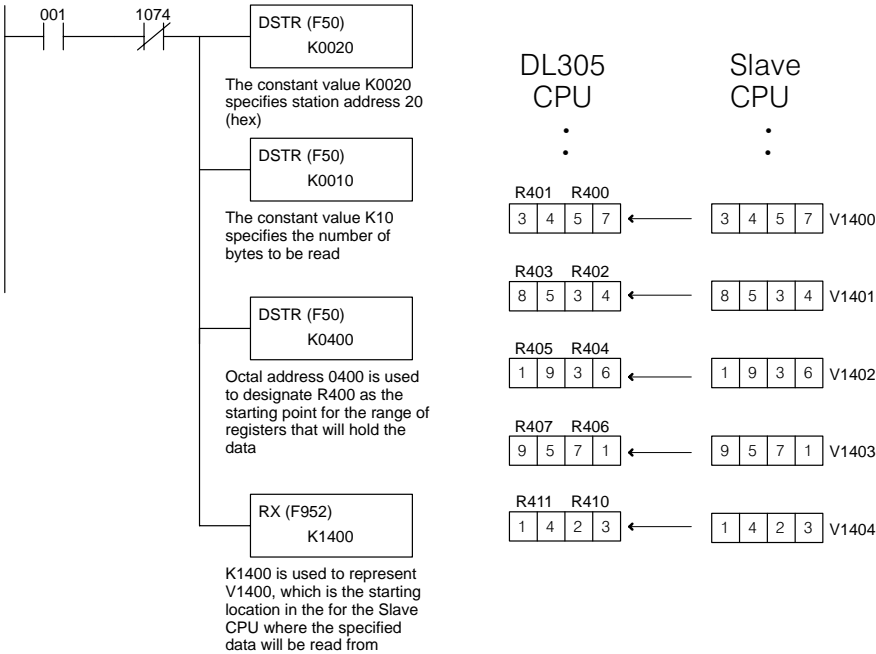 001 1074
DSTR (F50)
K0020
The constant value K0020
specifies station address 20
(hex)
DSTR (F50)
K0010
The constant value K10
specifies the number of
bytes to be read
DSTR (F50)
K0400
Octal address 0400 is used
to designate R400 as the
starting point for the range of
registers that will hold the
data
RX (F952)
K1400
K1400 is used to represent
V1400, which is the starting
location in the for the Slave
CPU where the specified
data will be read from
DL305
CPU
Slave
CPU
R401 R400
3 4 5 7
3 4 5 7 V1400
R403 R402
8 5 3 4
8 5 3 4 V1401
R405 R404
1 9 3 6
1 9 3 6 V1402
R407 R406
9 5 7 1
9 5 7 1 V1403
R411 R410
1 4 2 3
1 4 2 3 V1404